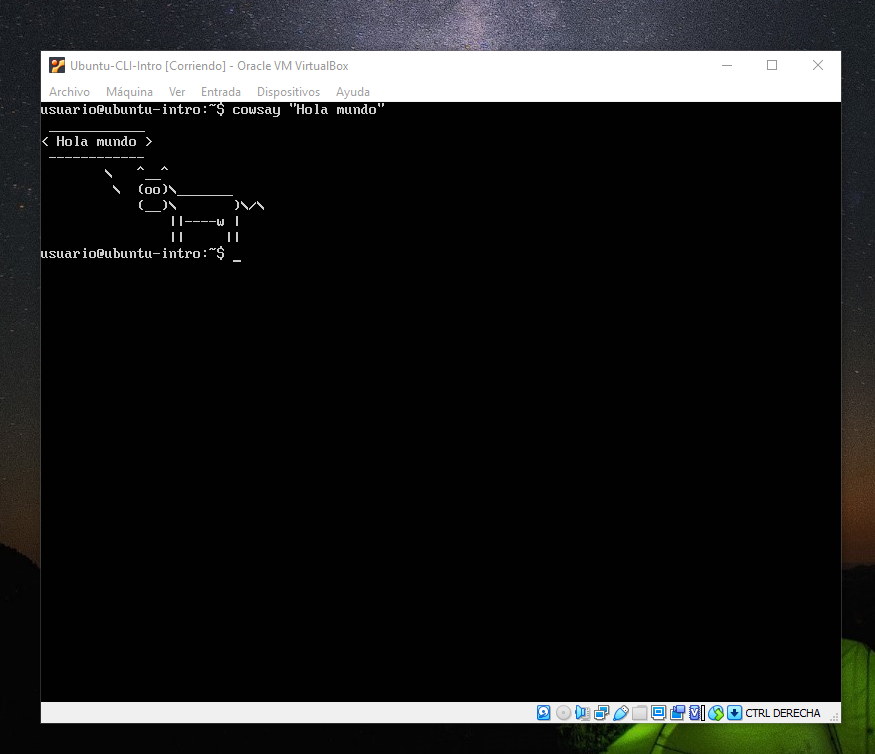 Ubuntu-CLI-Intro [Corriendo] - Oracle VM VirtualBox
Archivo Máquina Ver Entrada Dispositivos Ayuda
usuario@ubuntu-intro:~$ cowsay "Hola mundo"
 ____________
< Hola mundo >
 ------------
        \   ^__^
         \  (oo)\_______
            (__)\       )\/\
                ||----w |
                ||     ||
usuario@ubuntu-intro:~$ _
CTRL DERECHA